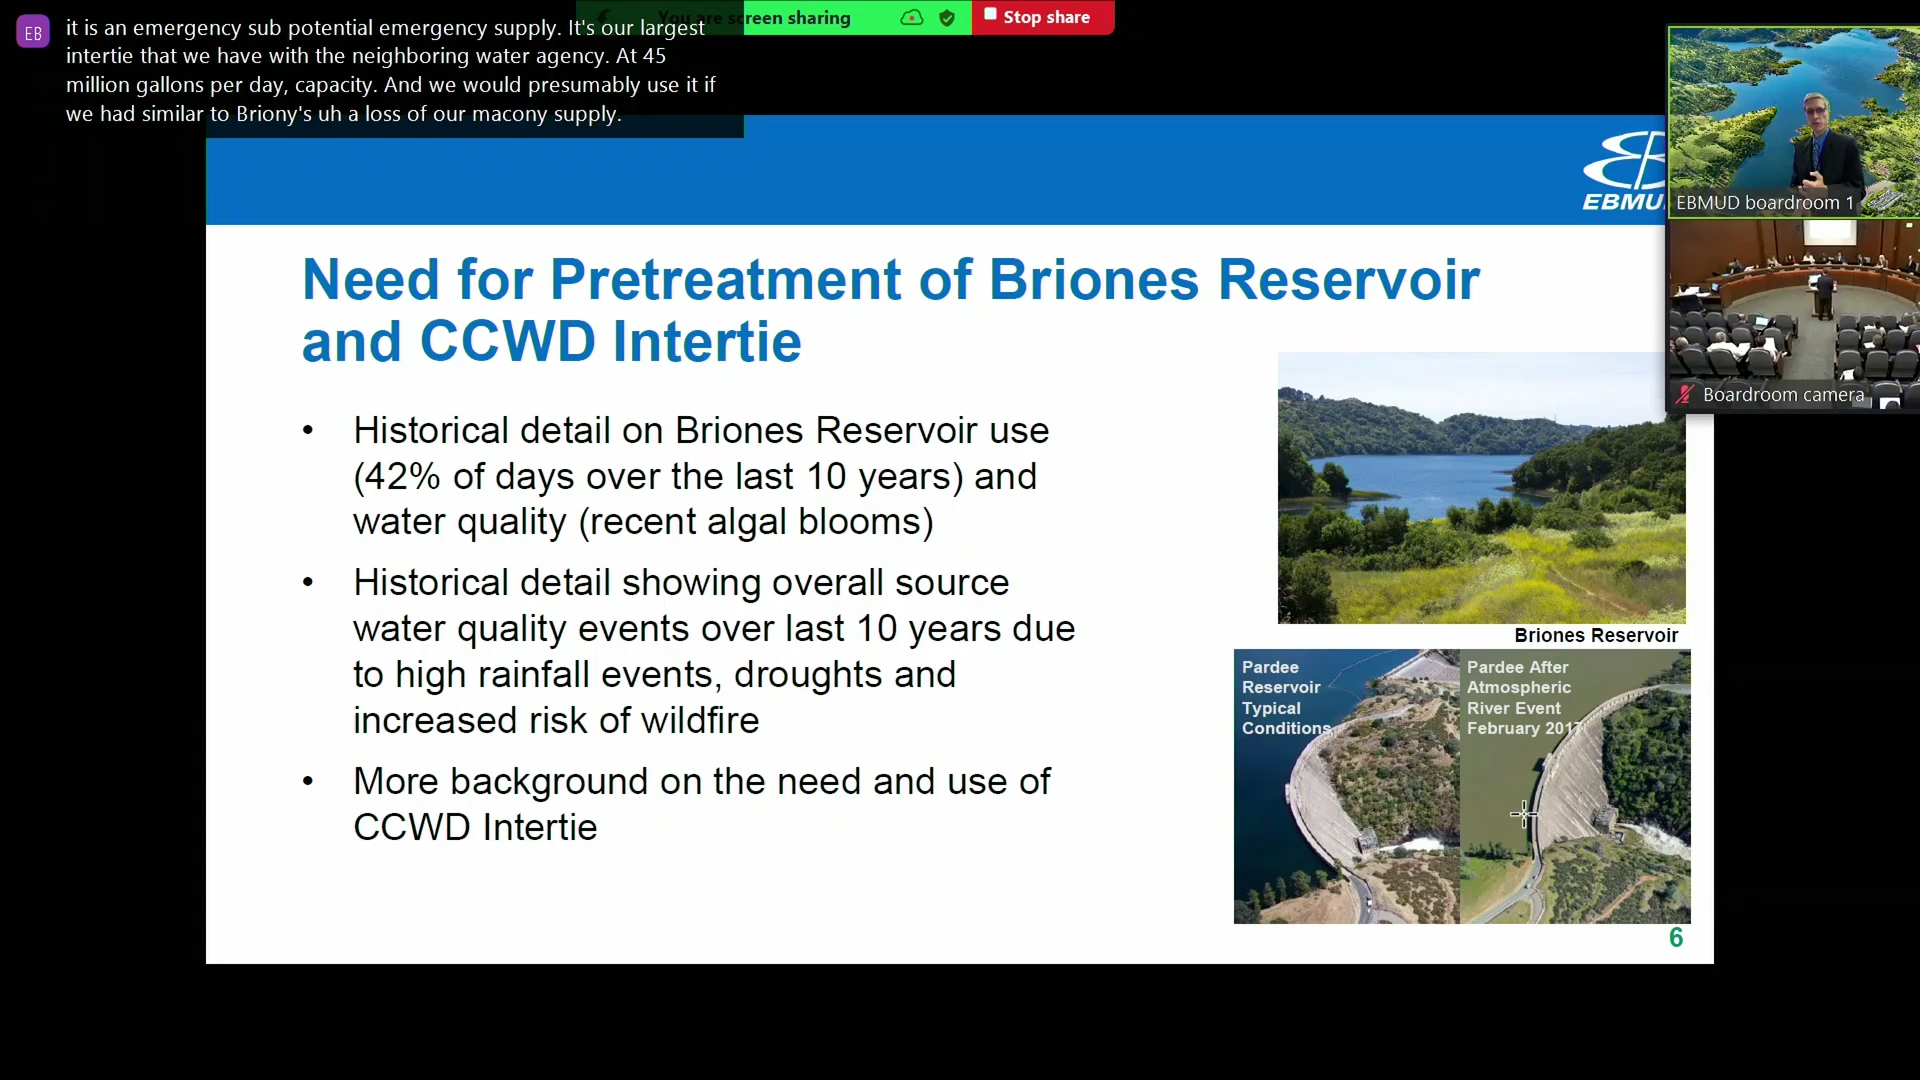 EB
it is an emergency sub potential emergency supply. It's our largest
intertie that we have with the neighboring water agency. At 45
million gallons per day, capacity. And we would presumably use it if
we had similar to Briony's uh a loss of our macony supply.
You are screen sharing
Stop share
EBMU
EBMUD boardroom 1
Boardroom camera
Need for Pretreatment of Briones Reservoir
and CCWD Intertie
• Historical detail on Briones Reservoir use
(42% of days over the last 10 years) and
water quality (recent algal blooms)
• Historical detail showing overall source
water quality events over last 10 years due
to high rainfall events, droughts and
increased risk of wildfire
• More background on the need and use of
CCWD Intertie
Briones Reservoir
Pardee
Reservoir
Typical
Conditions
Pardee After
Atmospheric
River Event
February 2017
6